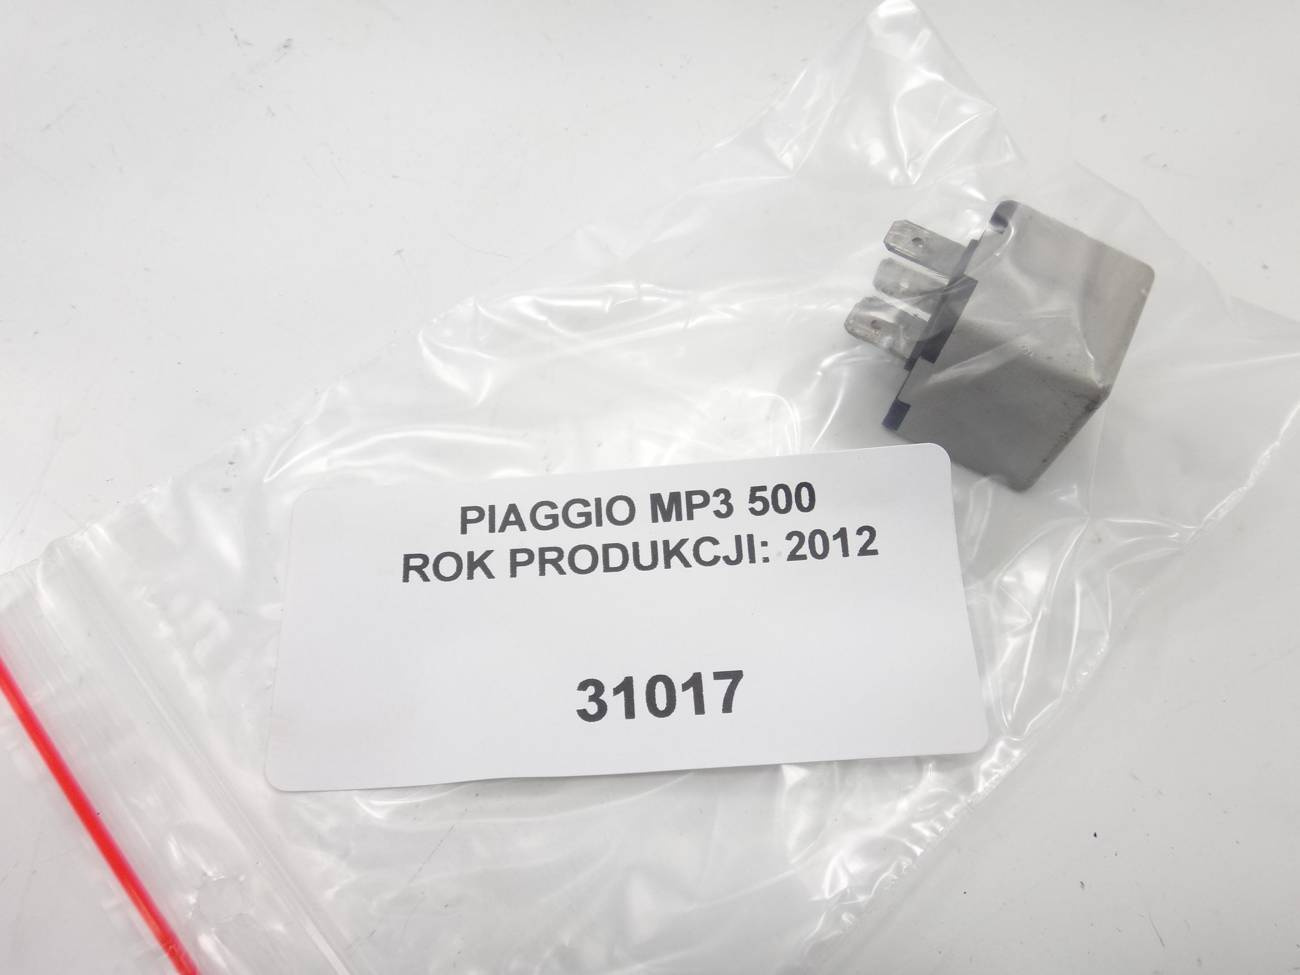 PIAGGIO MP3 500
ROK PRODUKCJI: 2012
31017